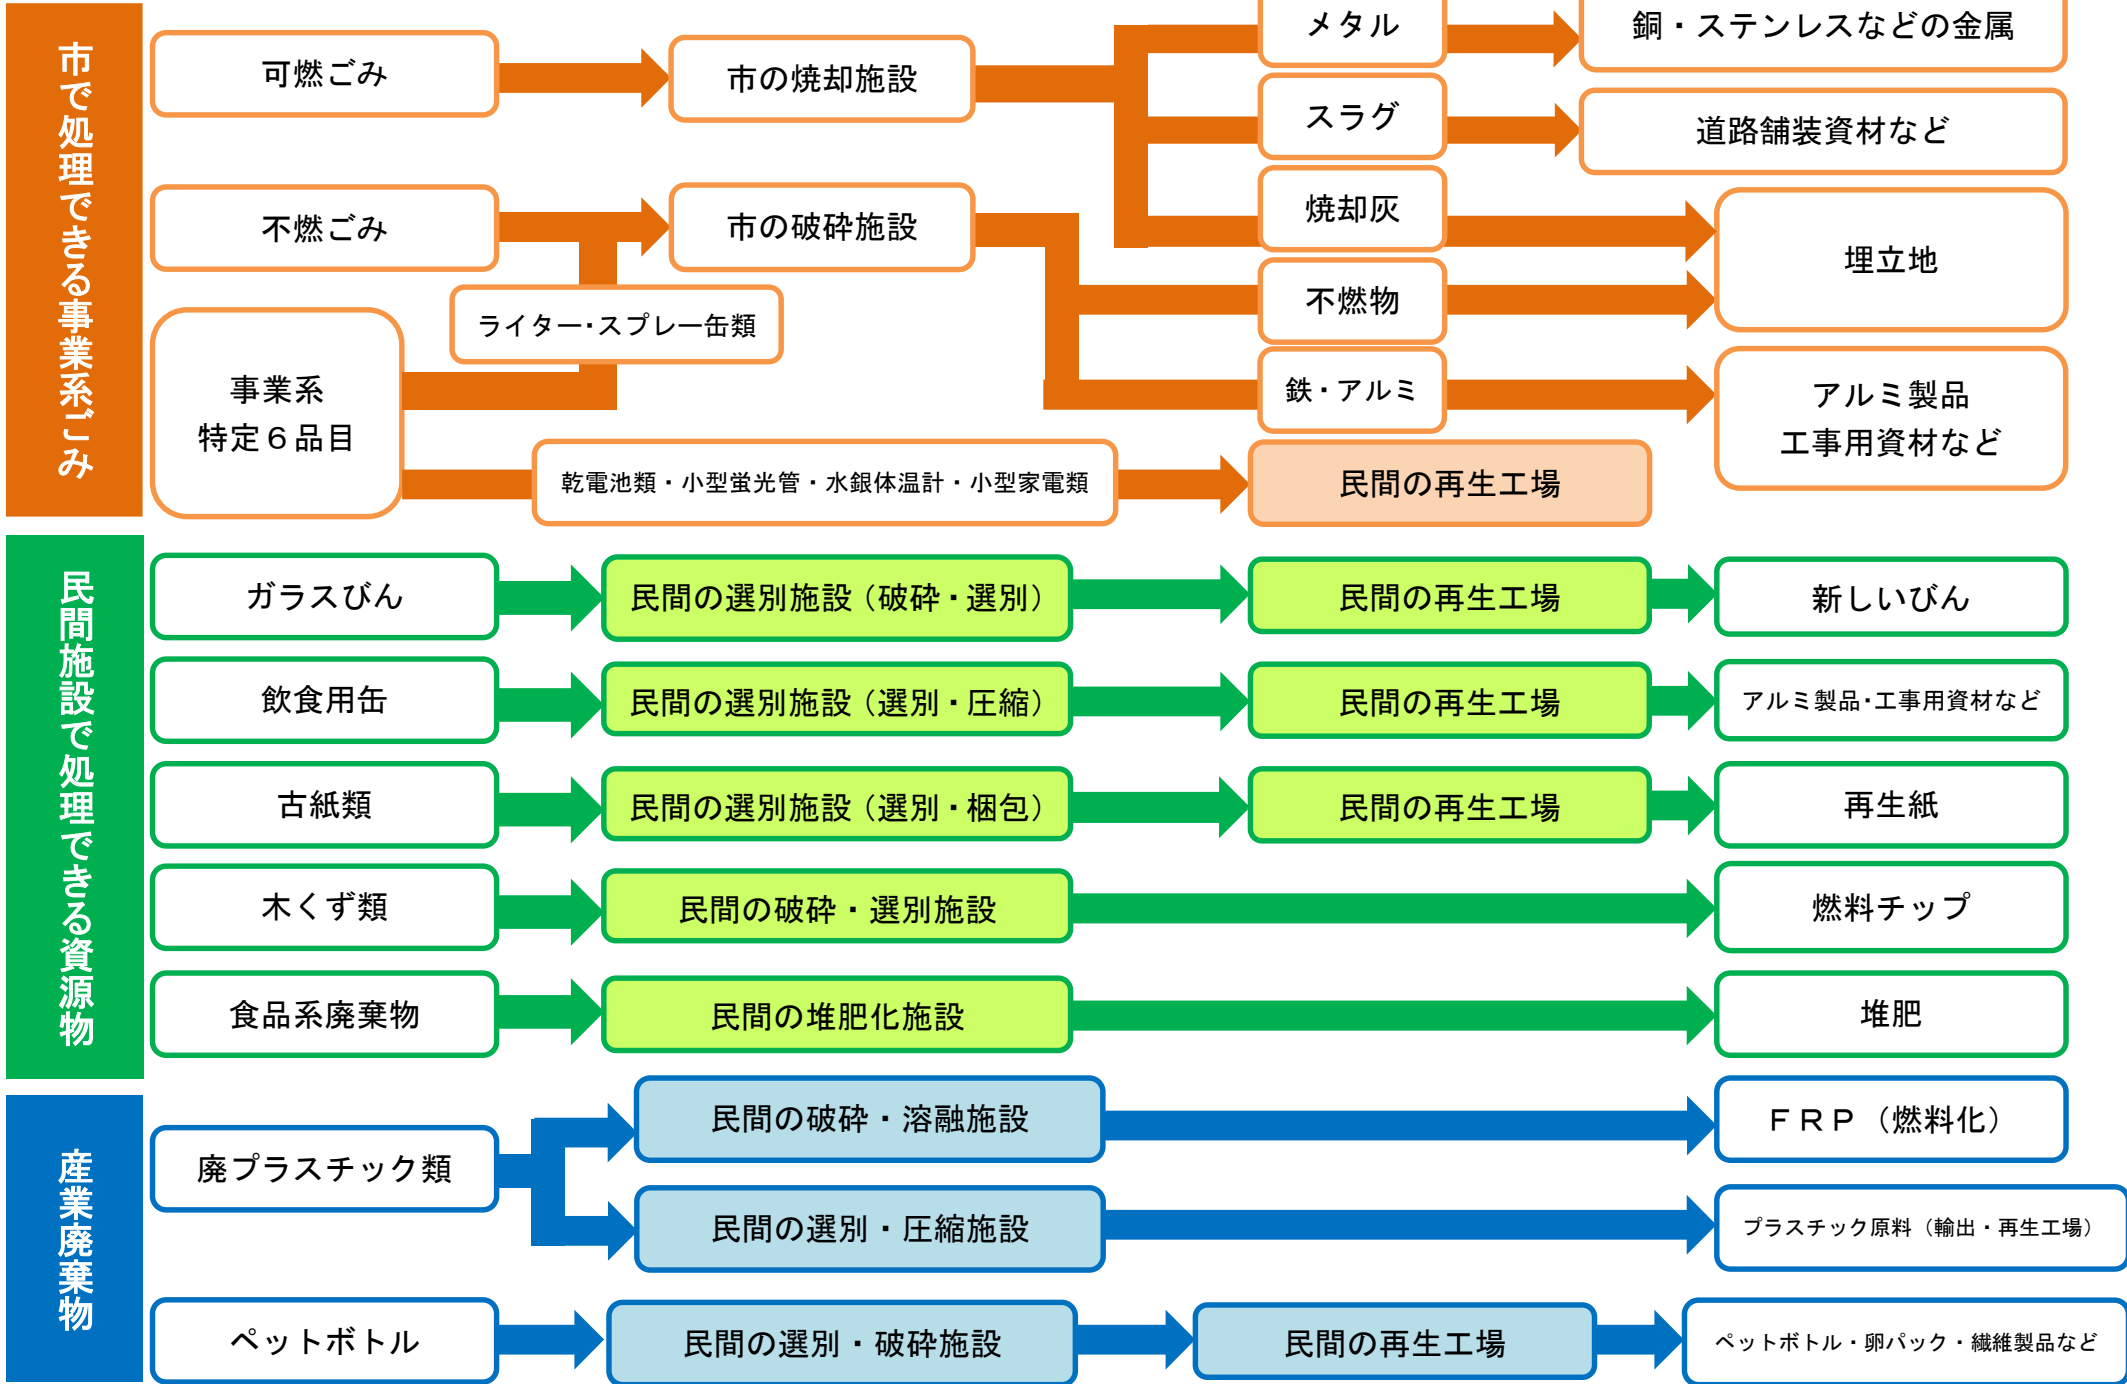 市で処理できる事業系ごみ
可燃ごみ
市の焼却施設
メタル
銅・ステンレスなどの金属
スラグ
道路舗装資材など
焼却灰
埋立地
不燃ごみ
市の破砕施設
不燃物
鉄・アルミ
アルミ製品
工事用資材など
事業系
特定６品目
ライター・スプレー缶類
乾電池類・小型蛍光管・水銀体温計・小型家電類
民間の再生工場
民間施設で処理できる資源物
ガラスびん
民間の選別施設（破砕・選別）
民間の再生工場
新しいびん
飲食用缶
民間の選別施設（選別・圧縮）
民間の再生工場
アルミ製品・工事用資材など
古紙類
民間の選別施設（選別・梱包）
民間の再生工場
再生紙
木くず類
民間の破砕・選別施設
燃料チップ
食品系廃棄物
民間の堆肥化施設
堆肥
産業廃棄物
廃プラスチック類
民間の破砕・溶融施設
ＦＲＰ（燃料化）
民間の選別・圧縮施設
プラスチック原料（輸出・再生工場）
ペットボトル
民間の選別・破砕施設
民間の再生工場
ペットボトル・卵パック・繊維製品など